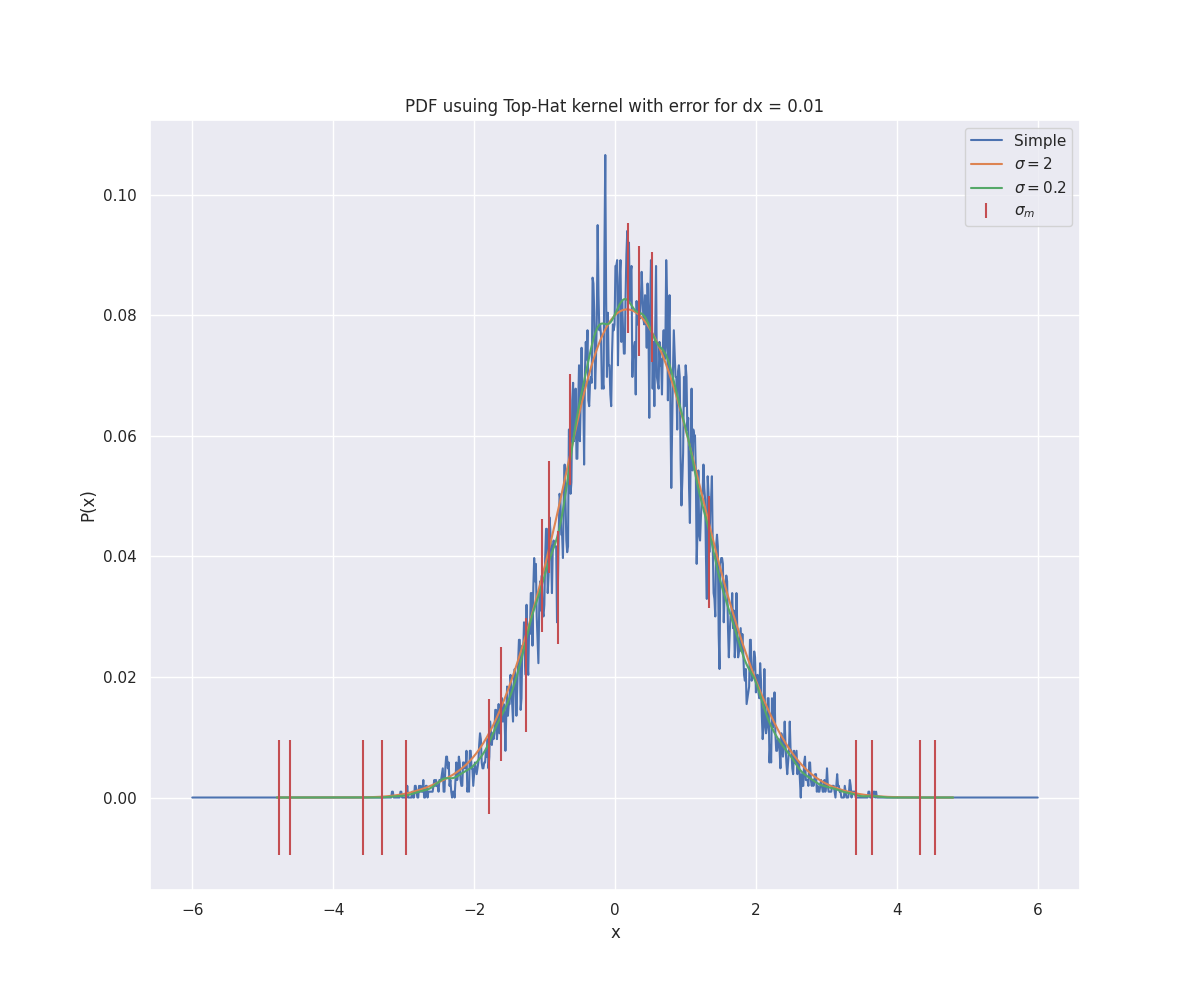 PDF usuing Top-Hat kernel with error for dx = 0.01
Simple
σ = 2
σ = 0.2
σm
P(x)
0.10
0.08
0.06
0.04
0.02
0.00
−6 −4 −2 0 2 4 6
x